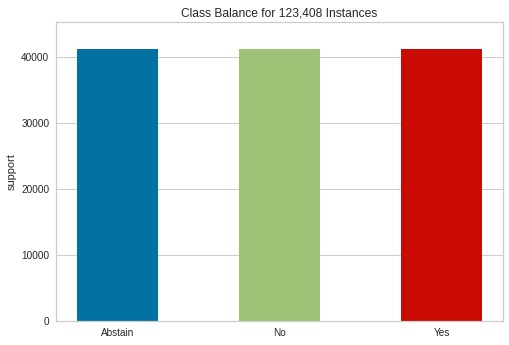 Class Balance for 123,408 Instances
40000
30000
20000
10000
0
support
Abstain
No
Yes